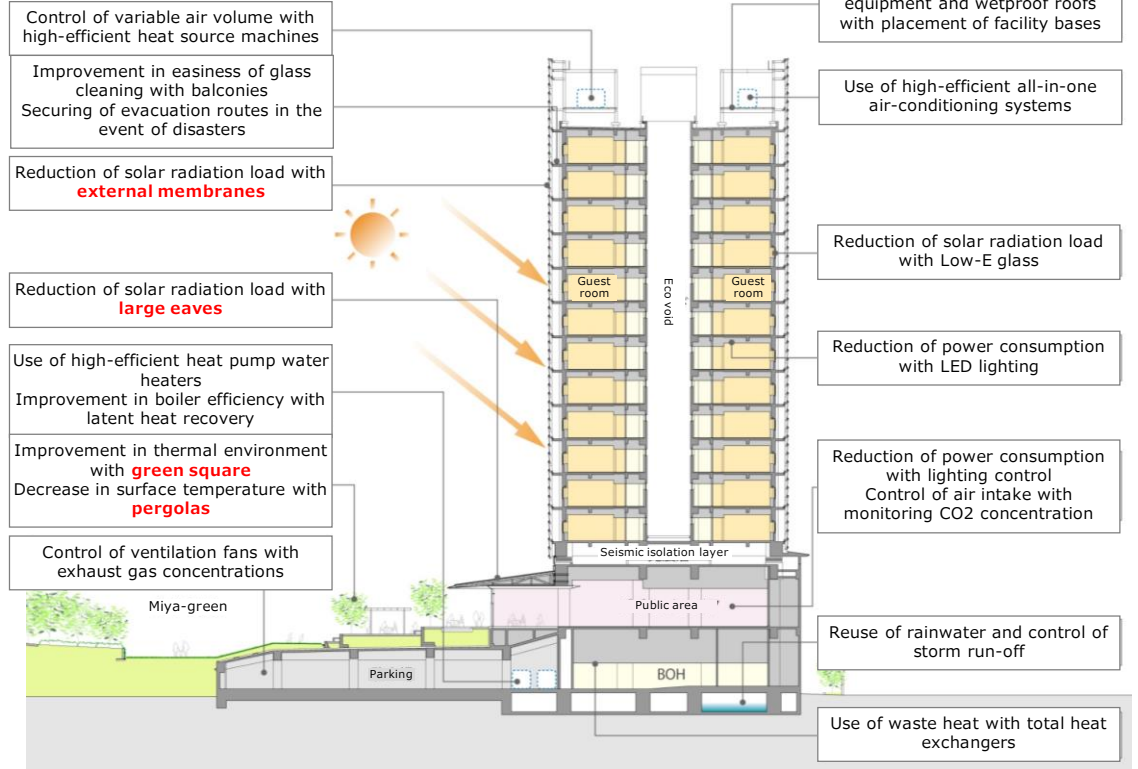 Control of variable air volume with
high-efficient heat source machines
Improvement in easiness of glass
cleaning with balconies
Securing of evacuation routes in the
event of disasters
Reduction of solar radiation load with
external membranes
Reduction of solar radiation load with
large eaves
Use of high-efficient heat pump water
heaters
Improvement in boiler efficiency with
latent heat recovery
Improvement in thermal environment
with green square
Decrease in surface temperature with
pergolas
Control of ventilation fans with
exhaust gas concentrations
Miya-green
Parking
Guest
room
Eco void
Guest
room
Seismic isolation layer
Public area
BOH
equipment and wetproof roofs
with placement of facility bases
Use of high-efficient all-in-one
air-conditioning systems
Reduction of solar radiation load
with Low-E glass
Reduction of power consumption
with LED lighting
Reduction of power consumption
with lighting control
Control of air intake with
monitoring CO2 concentration
Reuse of rainwater and control of
storm run-off
Use of waste heat with total heat
exchangers